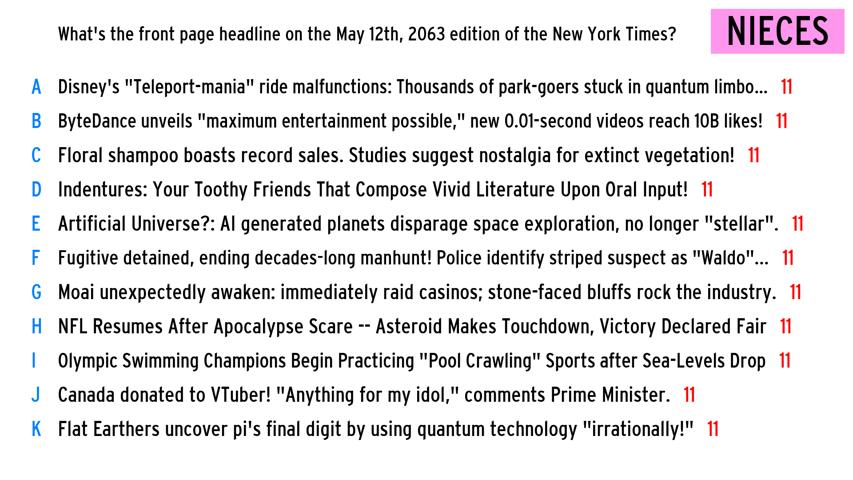 What's the front page headline on the May 12th, 2063 edition of the New York Times?
NIECES
A Disney's "Teleport-mania" ride malfunctions: Thousands of park-goers stuck in quantum limbo... 11
B ByteDance unveils "maximum entertainment possible," new 0.01-second videos reach 10B likes! 11
C Floral shampoo boasts record sales. Studies suggest nostalgia for extinct vegetation! 11
D Indentures: Your Toothy Friends That Compose Vivid Literature Upon Oral Input! 11
E Artificial Universe?: AI generated planets disparage space exploration, no longer "stellar". 11
F Fugitive detained, ending decades-long manhunt! Police identify striped suspect as "Waldo"... 11
G Moai unexpectedly awaken: immediately raid casinos; stone-faced bluffs rock the industry. 11
H NFL Resumes After Apocalypse Scare -- Asteroid Makes Touchdown, Victory Declared Fair 11
I Olympic Swimming Champions Begin Practicing "Pool Crawling" Sports after Sea-Levels Drop 11
J Canada donated to VTuber! "Anything for my idol," comments Prime Minister. 11
K Flat Earthers uncover pi's final digit by using quantum technology "irrationally!" 11